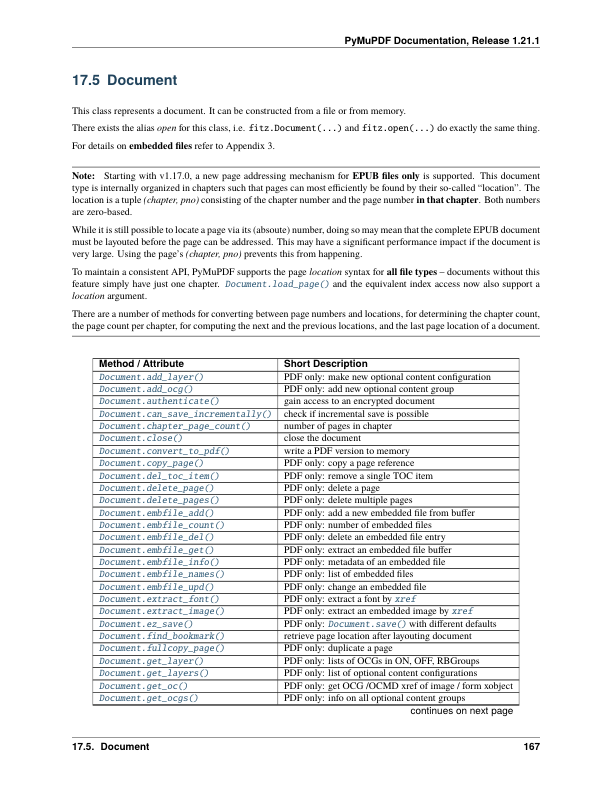 PyMuPDF Documentation, Release 1.21.1
17.5 Document
This class represents a document. It can be constructed from a file or from memory.
There exists the alias open for this class, i.e. fitz.Document(...) and fitz.open(...) do exactly the same thing.
For details on embedded files refer to Appendix 3.
Note: Starting with v1.17.0, a new page addressing mechanism for EPUB files only is supported. This document
type is internally organized in chapters such that pages can most efficiently be found by their so-called “location”. The
location is a tuple (chapter, pno) consisting of the chapter number and the page number in that chapter. Both numbers
are zero-based.
While it is still possible to locate a page via its (absoute) number, doing so may mean that the complete EPUB document
must be layouted before the page can be addressed. This may have a significant performance impact if the document is
very large. Using the page’s (chapter, pno) prevents this from happening.
To maintain a consistent API, PyMuPDF supports the page location syntax for all file types – documents without this
feature simply have just one chapter. Document.load_page() and the equivalent index access now also support a
location argument.
There are a number of methods for converting between page numbers and locations, for determining the chapter count,
the page count per chapter, for computing the next and the previous locations, and the last page location of a document.
Method / Attribute Short Description
Document.add_layer() PDF only: make new optional content configuration
Document.add_ocg() PDF only: add new optional content group
Document.authenticate() gain access to an encrypted document
Document.can_save_incrementally() check if incremental save is possible
Document.chapter_page_count() number of pages in chapter
Document.close() close the document
Document.convert_to_pdf() write a PDF version to memory
Document.copy_page() PDF only: copy a page reference
Document.del_toc_item() PDF only: remove a single TOC item
Document.delete_page() PDF only: delete a page
Document.delete_pages() PDF only: delete multiple pages
Document.embfile_add() PDF only: add a new embedded file from buffer
Document.embfile_count() PDF only: number of embedded files
Document.embfile_del() PDF only: delete an embedded file entry
Document.embfile_get() PDF only: extract an embedded file buffer
Document.embfile_info() PDF only: metadata of an embedded file
Document.embfile_names() PDF only: list of embedded files
Document.embfile_upd() PDF only: change an embedded file
Document.extract_font() PDF only: extract a font by xref
Document.extract_image() PDF only: extract an embedded image by xref
Document.ez_save() PDF only: Document.save() with different defaults
Document.find_bookmark() retrieve page location after layouting document
Document.fullcopy_page() PDF only: duplicate a page
Document.get_layer() PDF only: lists of OCGs in ON, OFF, RBGroups
Document.get_layers() PDF only: list of optional content configurations
Document.get_oc() PDF only: get OCG /OCMD xref of image / form xobject
Document.get_ocgs() PDF only: info on all optional content groups
continues on next page
17.5. Document 167